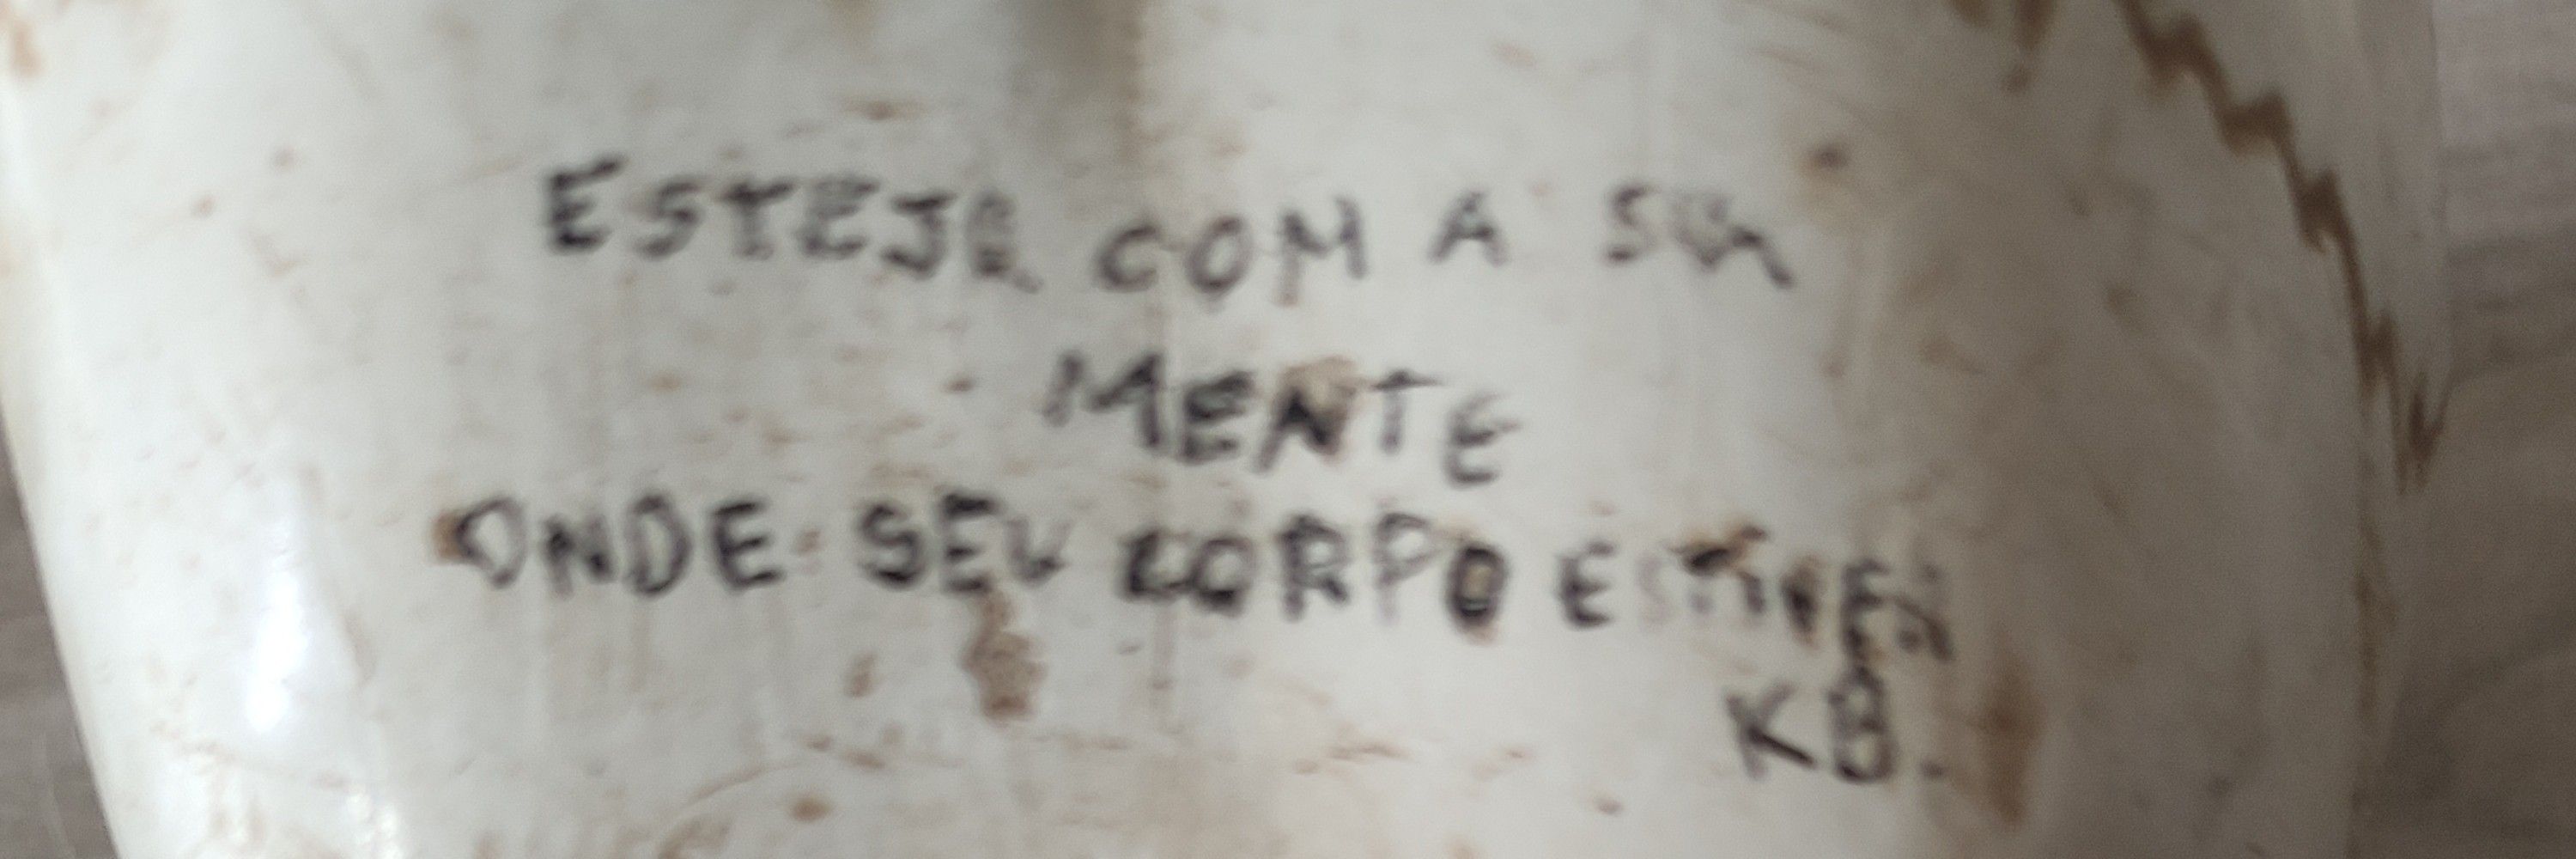 ESTEJA COM A SUA
MENTE
ONDE SEU CORPO ESTIVER
KB.